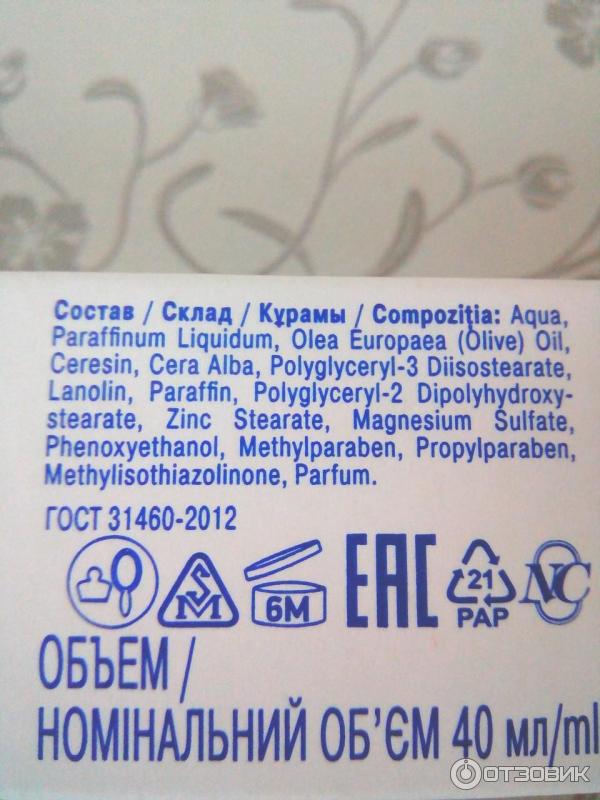 Состав / Склад / Құрамы / Compoziția: Aqua,
Paraffinum Liquidum, Olea Europaea (Olive) Oil,
Ceresin, Cera Alba, Polyglyceryl-3 Diisostearate,
Lanolin, Paraffin, Polyglyceryl-2 Dipolyhydroxy-
stearate, Zinc Stearate, Magnesium Sulfate,
Phenoxyethanol, Methylparaben, Propylparaben,
Methylisothiazolinone, Parfum.
ГОСТ 31460-2012
6M EAC 21 PAP NC
ОБЪЕМ /
НОМІНАЛЬНИЙ ОБ’ЄМ 40 мл/ml
ОТЗОВИК